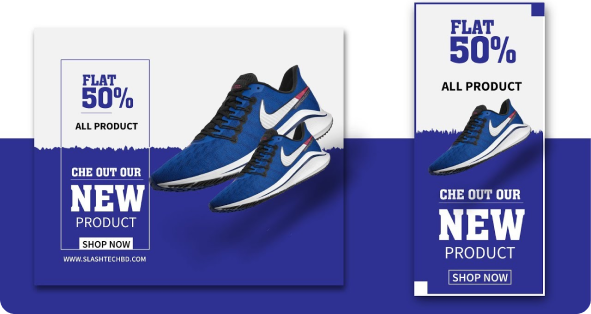 FLAT
50%
ALL PRODUCT
CHE OUT OUR
NEW
PRODUCT
SHOP NOW
WWW.SLASHTECHBD.COM
FLAT
50%
ALL PRODUCT
CHE OUT OUR
NEW
PRODUCT
SHOP NOW